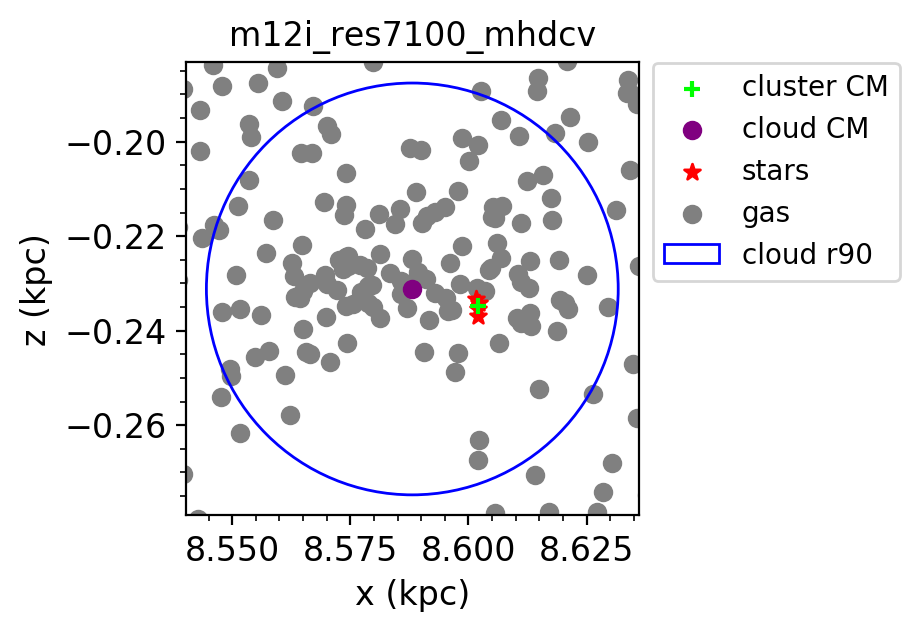 m12i_res7100_mhdcv
cluster CM
cloud CM
stars
gas
cloud r90
z (kpc)
−0.20
−0.22
−0.24
−0.26
8.550 8.575 8.600 8.625
x (kpc)